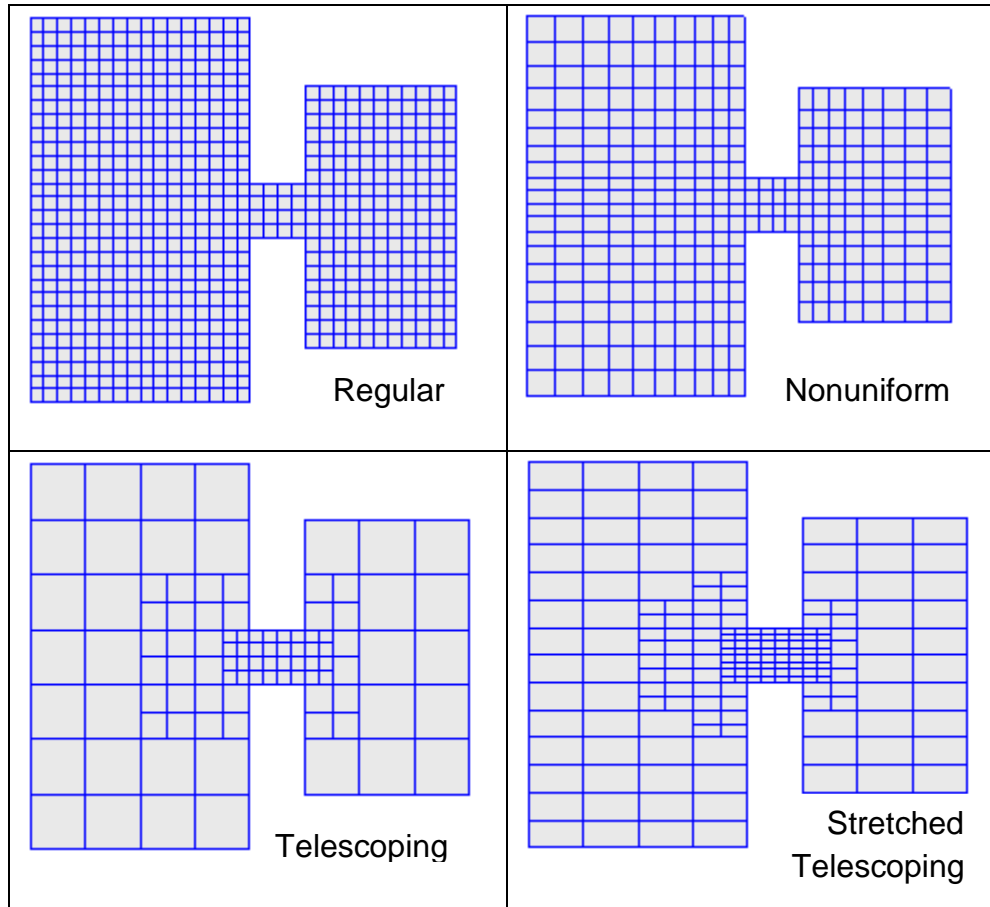 Regular
Nonuniform
Telescoping
Stretched
Telescoping